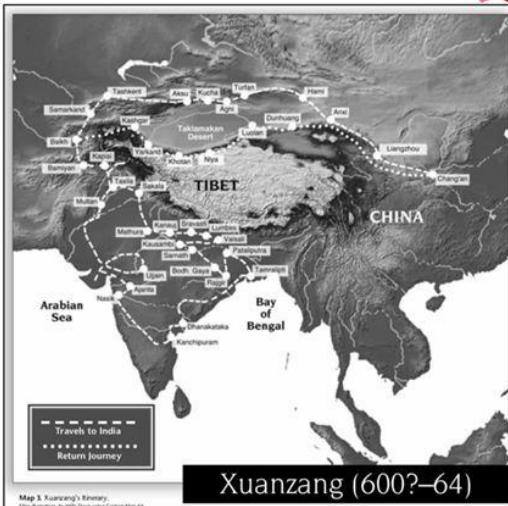 Tashkent
Aksu
Kucha
Turfan
Hami
Samarkand
Agni
Anxi
Kashgar
Taklamakan
Desert
Dunhuang
Loulan
Balkh
Liangzhou
Bamiyan
Kapisi
Yarkand
Khotan
Niya
Chang'an
Taxila
Sakala
TIBET
Multan
CHINA
Mathura
Kanauj
Sravasti
Lumbini
Kausambi
Vaisali
Sarnath
Pataliputra
Bodh Gaya
Tamralipti
Ujjain
Rajgir
Arabian
Sea
Nasik
Ajanta
Bay
of
Bengal
Dhanakataka
Kanchipuram
Travels to India
Return Journey
Xuanzang (600?–64)
Map 3. Xuanzang's Itinerary.